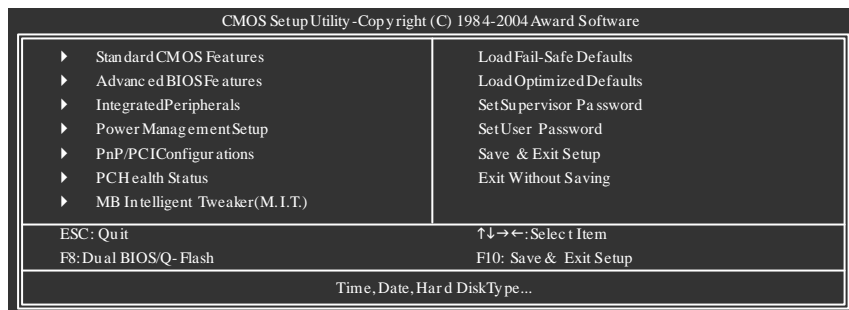 CMOS Setup Utility-Copyright (C) 1984-2004 Award Software
Standard CMOS Features
Advanced BIOS Features
Integrated Peripherals
Power Management Setup
PnP/PCI Configurations
PC Health Status
MB Intelligent Tweaker(M.I.T.)
Load Fail-Safe Defaults
Load Optimized Defaults
Set Supervisor Password
Set User Password
Save & Exit Setup
Exit Without Saving
ESC: Quit
↑↓→←: Select Item
F8: Dual BIOS/Q-Flash
F10: Save & Exit Setup
Time, Date, Hard Disk Type...